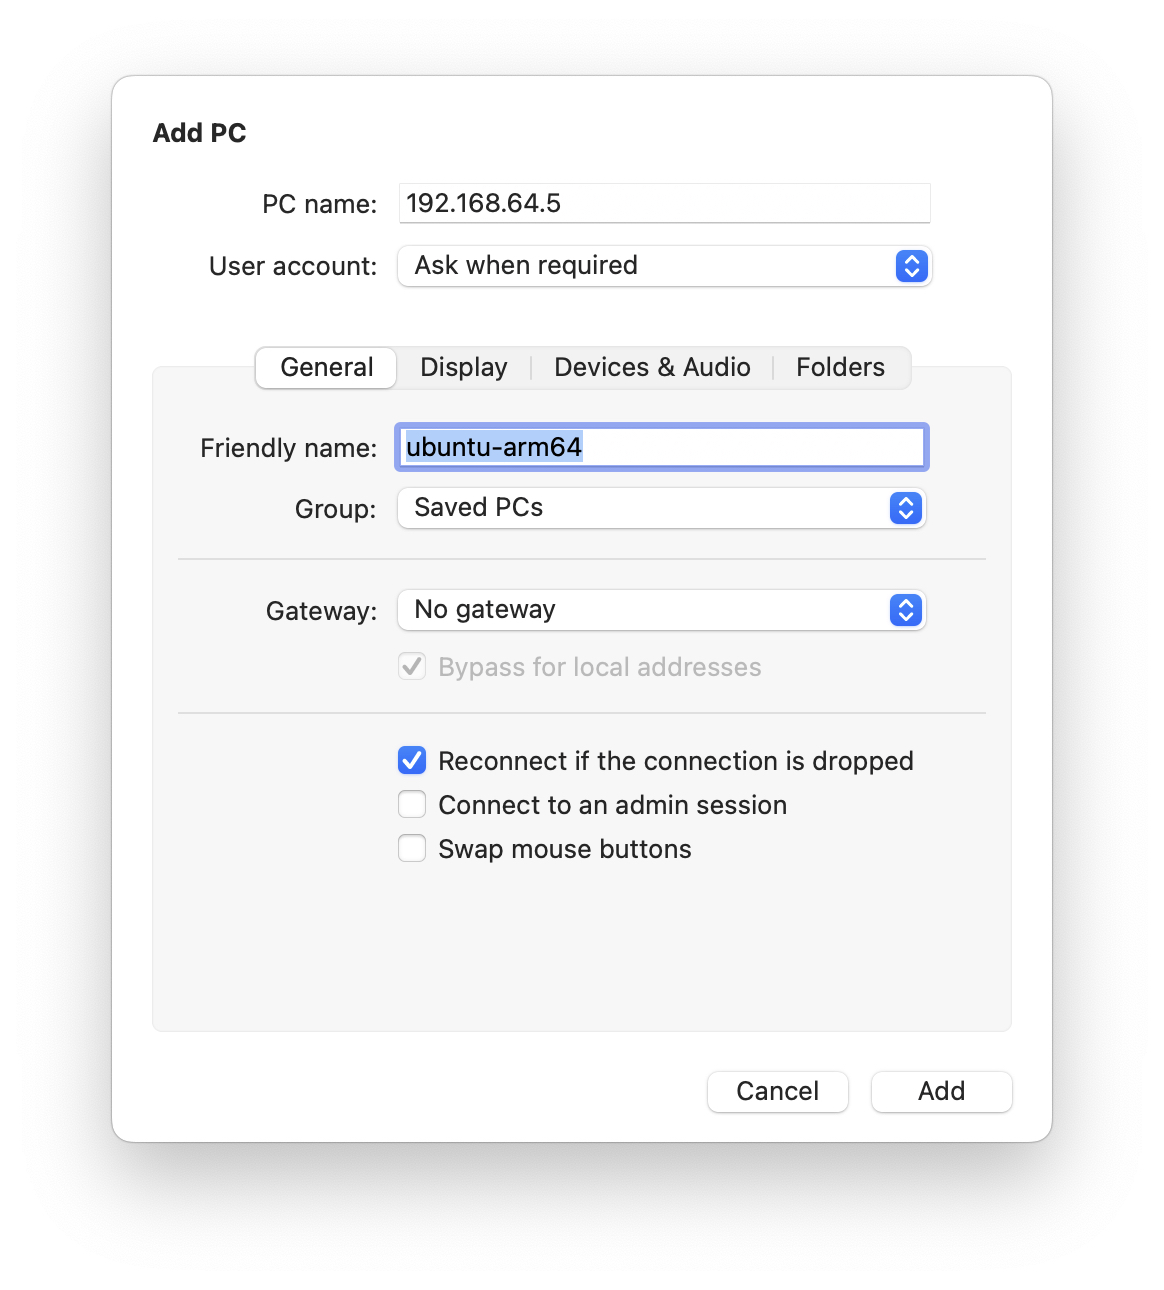 Add PC
PC name: 192.168.64.5
User account: Ask when required
General Display Devices & Audio Folders
Friendly name: ubuntu-arm64
Group: Saved PCs
Gateway: No gateway
Bypass for local addresses
Reconnect if the connection is dropped
Connect to an admin session
Swap mouse buttons
Cancel Add